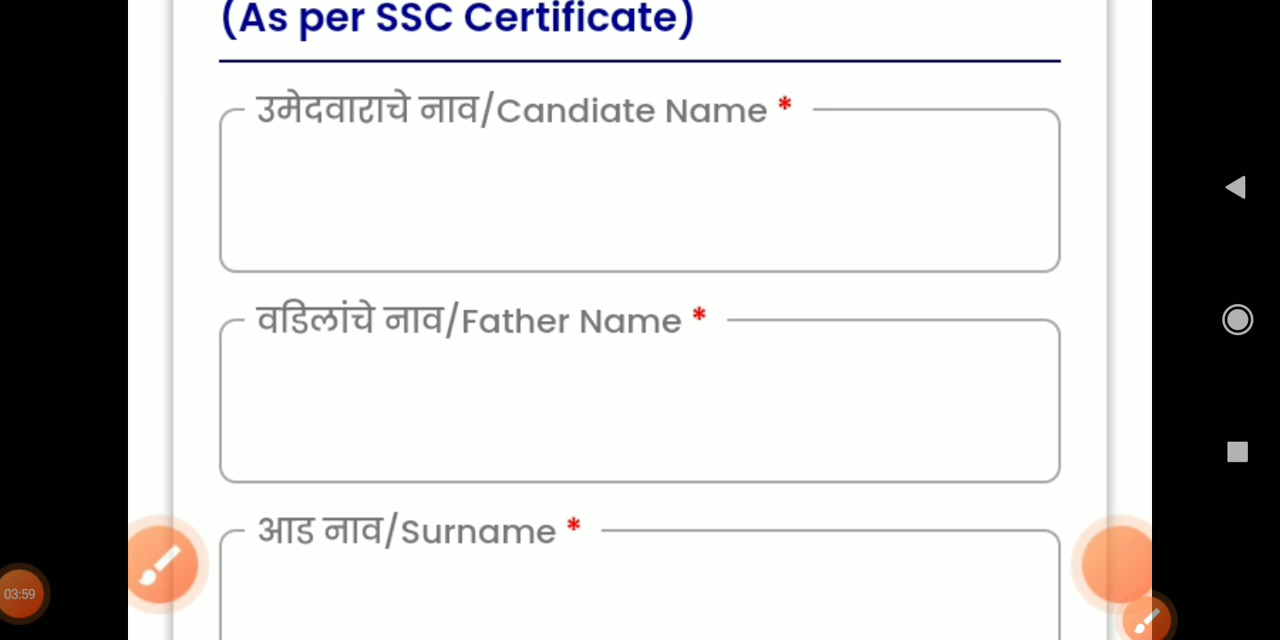 (As per SSC Certificate)
उमेदवाराचे नाव/Candiate Name *
वडिलांचे नाव/Father Name *
आड नाव/Surname *
03:59